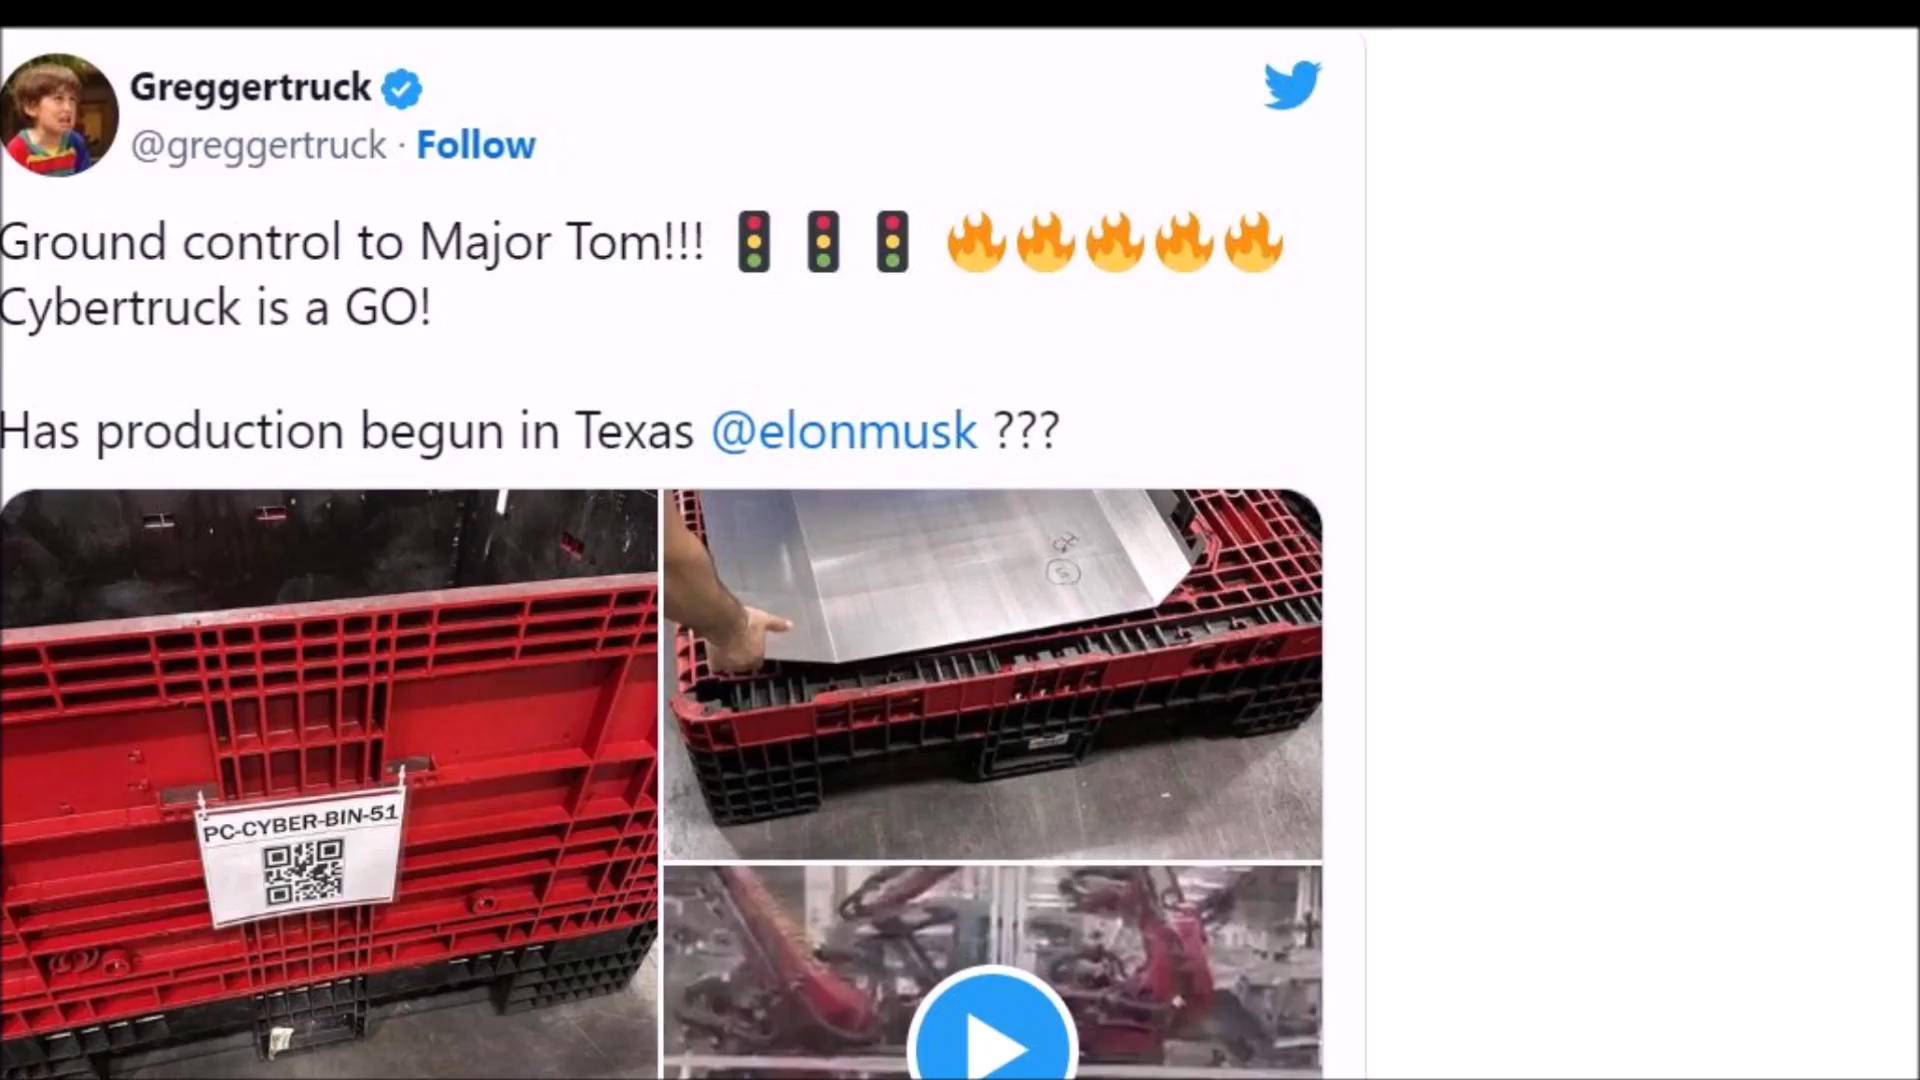 Greggertruck
@greggertruck · Follow
Ground control to Major Tom!!! 🚦 🚦 🚦 🔥🔥🔥🔥🔥
Cybertruck is a GO!
Has production begun in Texas @elonmusk ???
PC-CYBER-BIN-51